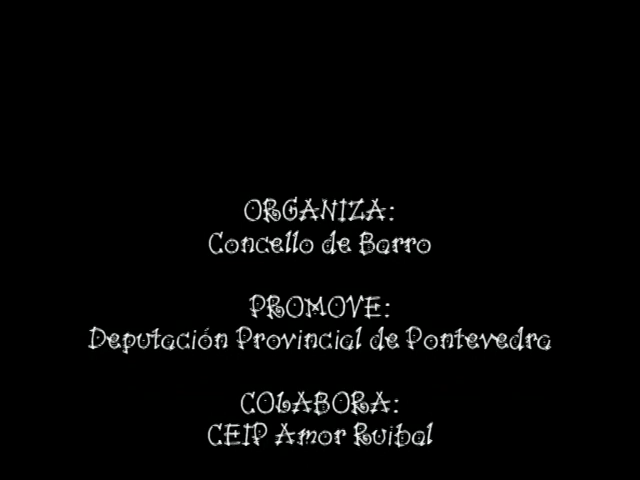 ORGANIZA:
Concello de Barro
PROMOVE:
Deputación Provincial de Pontevedra
COLABORA:
CEIP Amor Ruibal